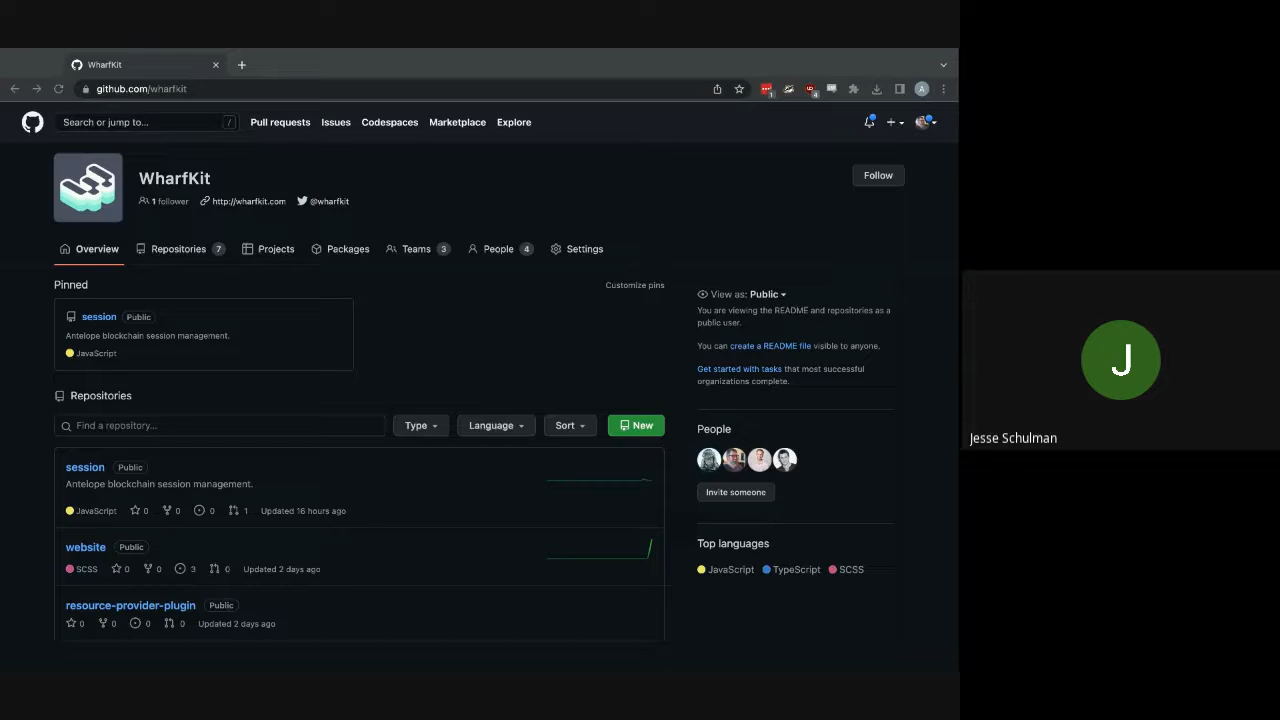 WharfKit
github.com/wharfkit
1
4
A
Search or jump to...
/
Pull requests
Issues
Codespaces
Marketplace
Explore
WharfKit
1 follower
http://wharfkit.com
@wharfkit
Follow
Overview
Repositories 7
Projects
Packages
Teams 3
People 4
Settings
Pinned
Customize pins
session Public
Antelope blockchain session management.
JavaScript
Repositories
Find a repository...
Type
Language
Sort
New
session Public
Antelope blockchain session management.
JavaScript 0 0 0 1 Updated 16 hours ago
website Public
SCSS 0 0 3 0 Updated 2 days ago
resource-provider-plugin Public
0 0 0 0 Updated 2 days ago
View as: Public
You are viewing the README and repositories as a
public user.
You can create a README file visible to anyone.
Get started with tasks that most successful
organizations complete.
People
Invite someone
Top languages
JavaScript TypeScript SCSS
J
Jesse Schulman